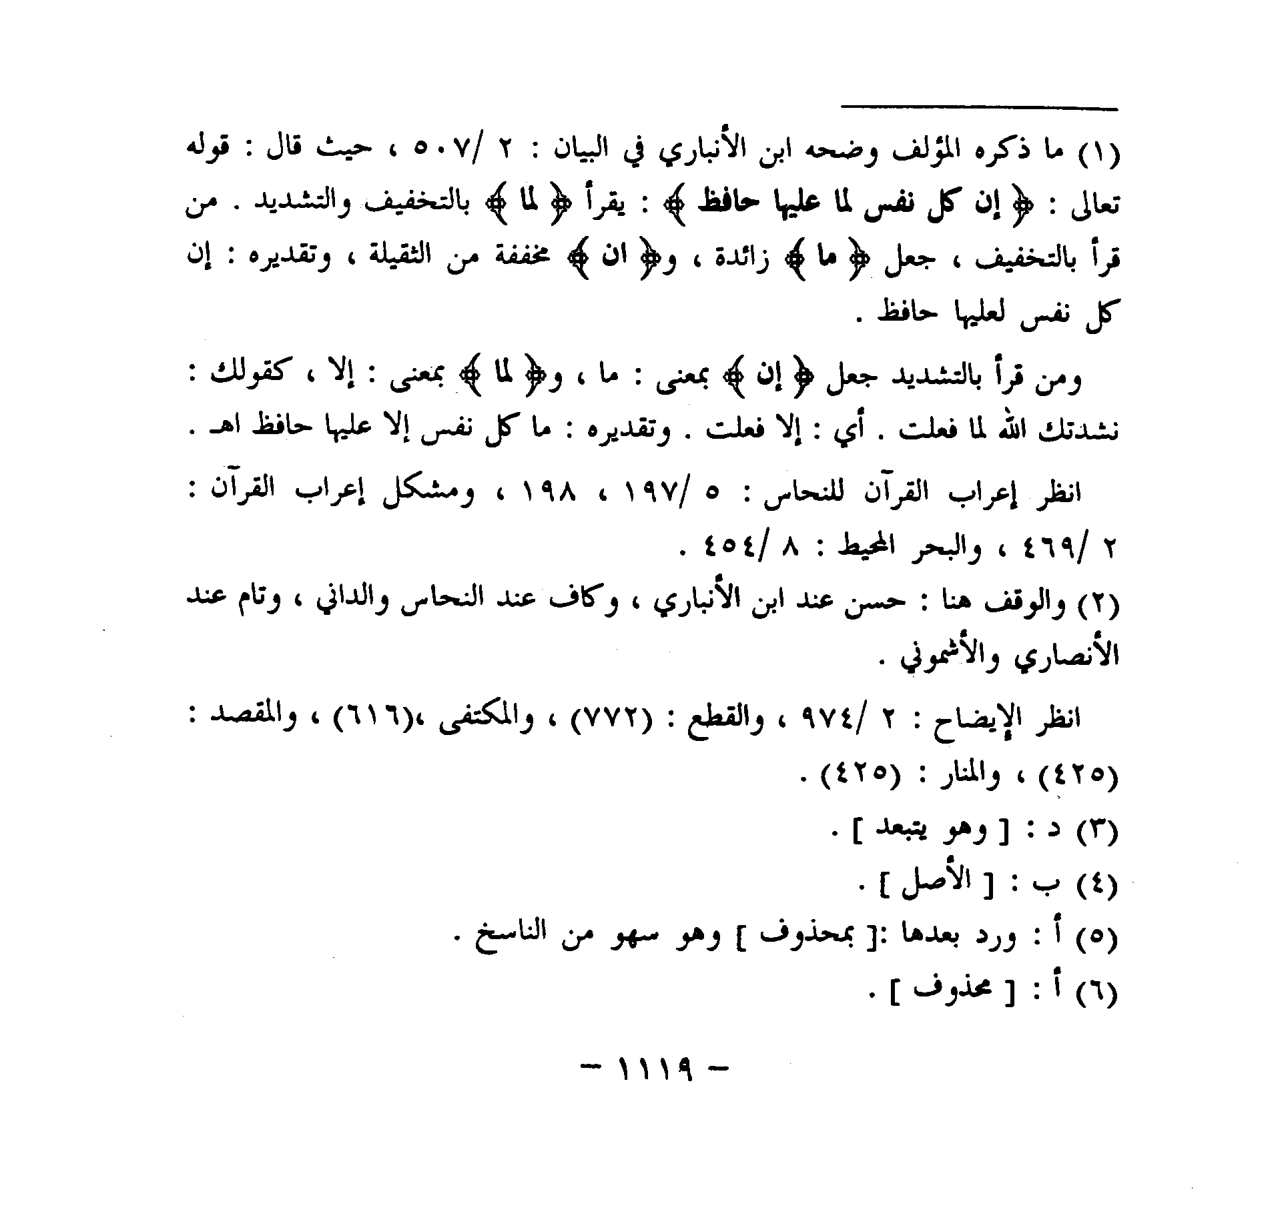 (١) ما ذكره المؤلف وضحه ابن الأنباري في البيان : ٢ /٥٠٧ ، حيث قال : قوله
تعالى : ﴿ إن كل نفس لما عليها حافظ ﴾ : يقرأ ﴿ لما ﴾ بالتخفيف والتشديد . من
قرأ بالتخفيف ، جعل ﴿ ما ﴾ زائدة ، و﴿ ان ﴾ مخففة من الثقيلة ، وتقديره : إن
كل نفس لعليها حافظ .
ومن قرأ بالتشديد جعل ﴿ إن ﴾ بمعنى : ما ، و﴿ لما ﴾ بمعنى : إلا ، كقولك :
نشدتك الله لما فعلت . أي : إلا فعلت . وتقديره : ما كل نفس إلا عليها حافظ اهـ .
انظر إعراب القرآن للنحاس : ٥ /١٩٧ ، ١٩٨ ، ومشكل إعراب القرآن :
٢ /٤٦٩ ، والبحر المحيط : ٨ /٤٥٤ .
(٢) والوقف هنا : حسن عند ابن الأنباري ، وكاف عند النحاس والداني ، وتام عند
الأنصاري والأشموني .
انظر الإيضاح : ٢ /٩٧٤ ، والقطع : (٧٧٢) ، والمكتفى ،(٦١٦) ، والمقصد :
(٤٢٥) ، والمنار : (٤٢٥) .
(٣) د : [ وهو يتبعد ] .
(٤) ب : [ الأصل ] .
(٥) أ : ورد بعدها :[ بمحذوف ] وهو سهو من الناسخ .
(٦) أ : [ محذوف ] .
– ١١١٩ –